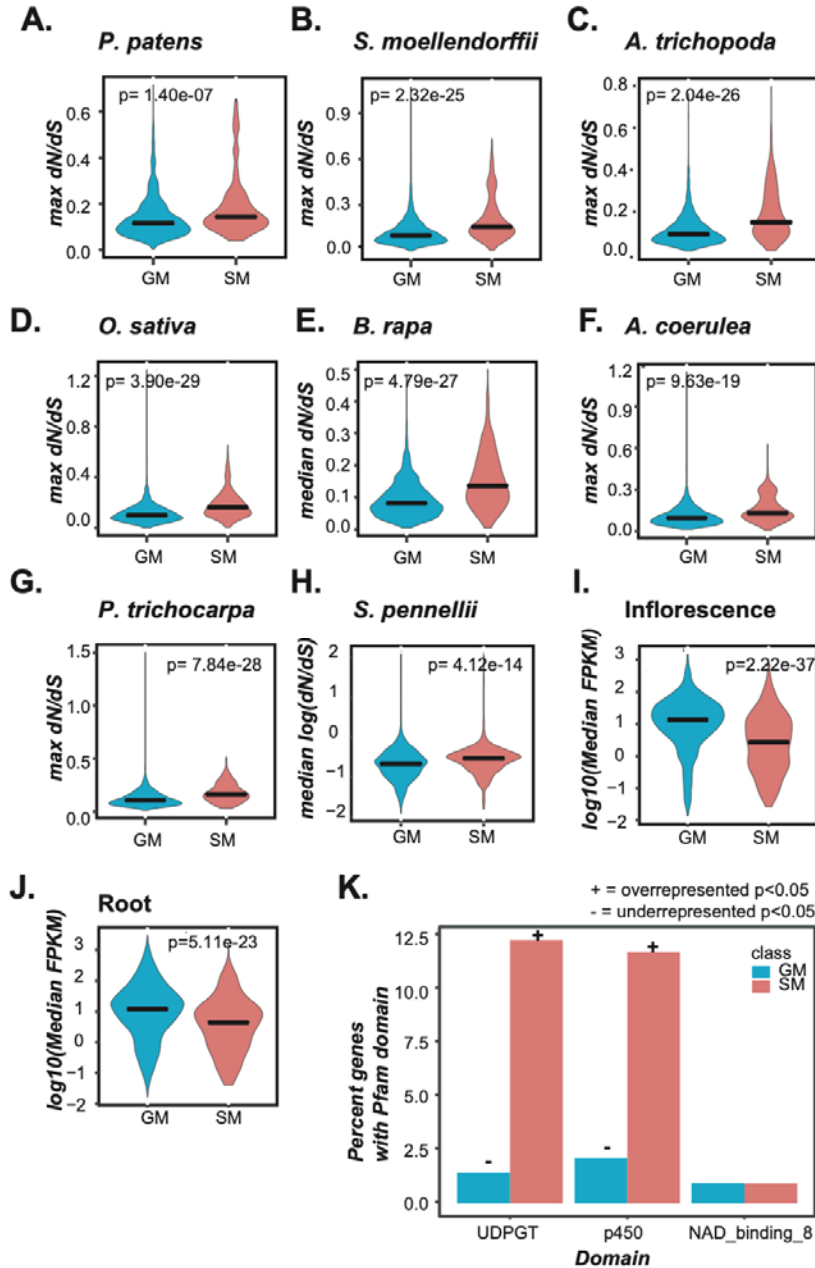 A.
P. patens
max dN/dS
0.6
0.4
0.2
0.0
p= 1.40e-07
GM
SM
B.
S. moellendorffii
max dN/dS
0.9
0.6
0.3
0.0
p= 2.32e-25
GM
SM
C.
A. trichopoda
max dN/dS
0.8
0.6
0.4
0.2
0.0
p= 2.04e-26
GM
SM
D.
O. sativa
max dN/dS
1.2
0.8
0.4
0.0
p= 3.90e-29
GM
SM
E.
B. rapa
median dN/dS
0.5
0.4
0.3
0.2
0.1
0.0
p= 4.79e-27
GM
SM
F.
A. coerulea
max dN/dS
1.2
0.9
0.6
0.3
0.0
p= 9.63e-19
GM
SM
G.
P. trichocarpa
max dN/dS
1.5
1.0
0.5
0.0
p= 7.84e-28
GM
SM
H.
S. pennellii
median log(dN/dS)
2
1
0
−1
−2
p= 4.12e-14
GM
SM
I.
Inflorescence
log10(Median FPKM)
3
2
1
0
−1
−2
p=2.22e-37
GM
SM
J.
Root
log10(Median FPKM)
3
2
1
0
−1
−2
p=5.11e-23
GM
SM
K.
+ = overrepresented p<0.05
- = underrepresented p<0.05
Percent genes
with Pfam domain
12.5
10.0
7.5
5.0
2.5
0.0
class
GM
SM
-
+
-
+
UDPGT
p450
NAD_binding_8
Domain